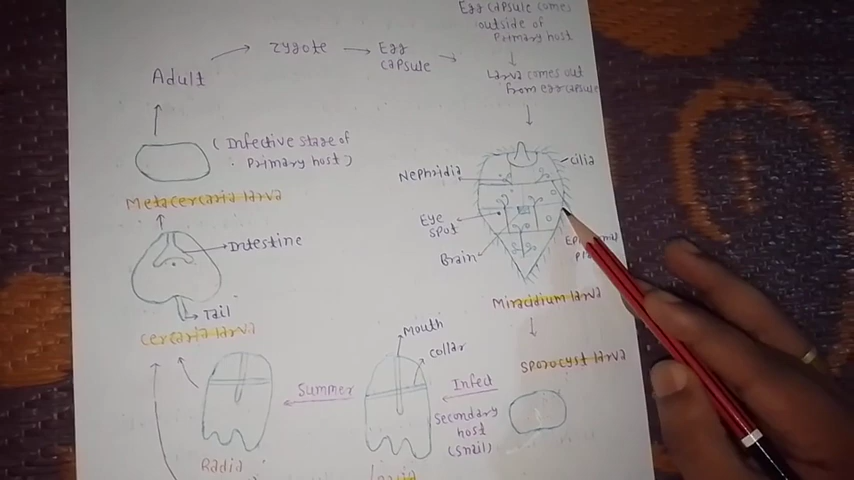 Egg capsule comes
outside of
Primary host
Zygote
Egg
capsule
Adult
Larva comes out
from egg capsule
(Infective stage of
Primary host)
cilia
Nephridia
Metacercaria larva
Eye
spot
Intestine
Brain
Miracidium larva
Tail
Cercaria larva
Mouth
collar
sporocyst larva
Infect
Summer
secondary
host
(snail)
Radia